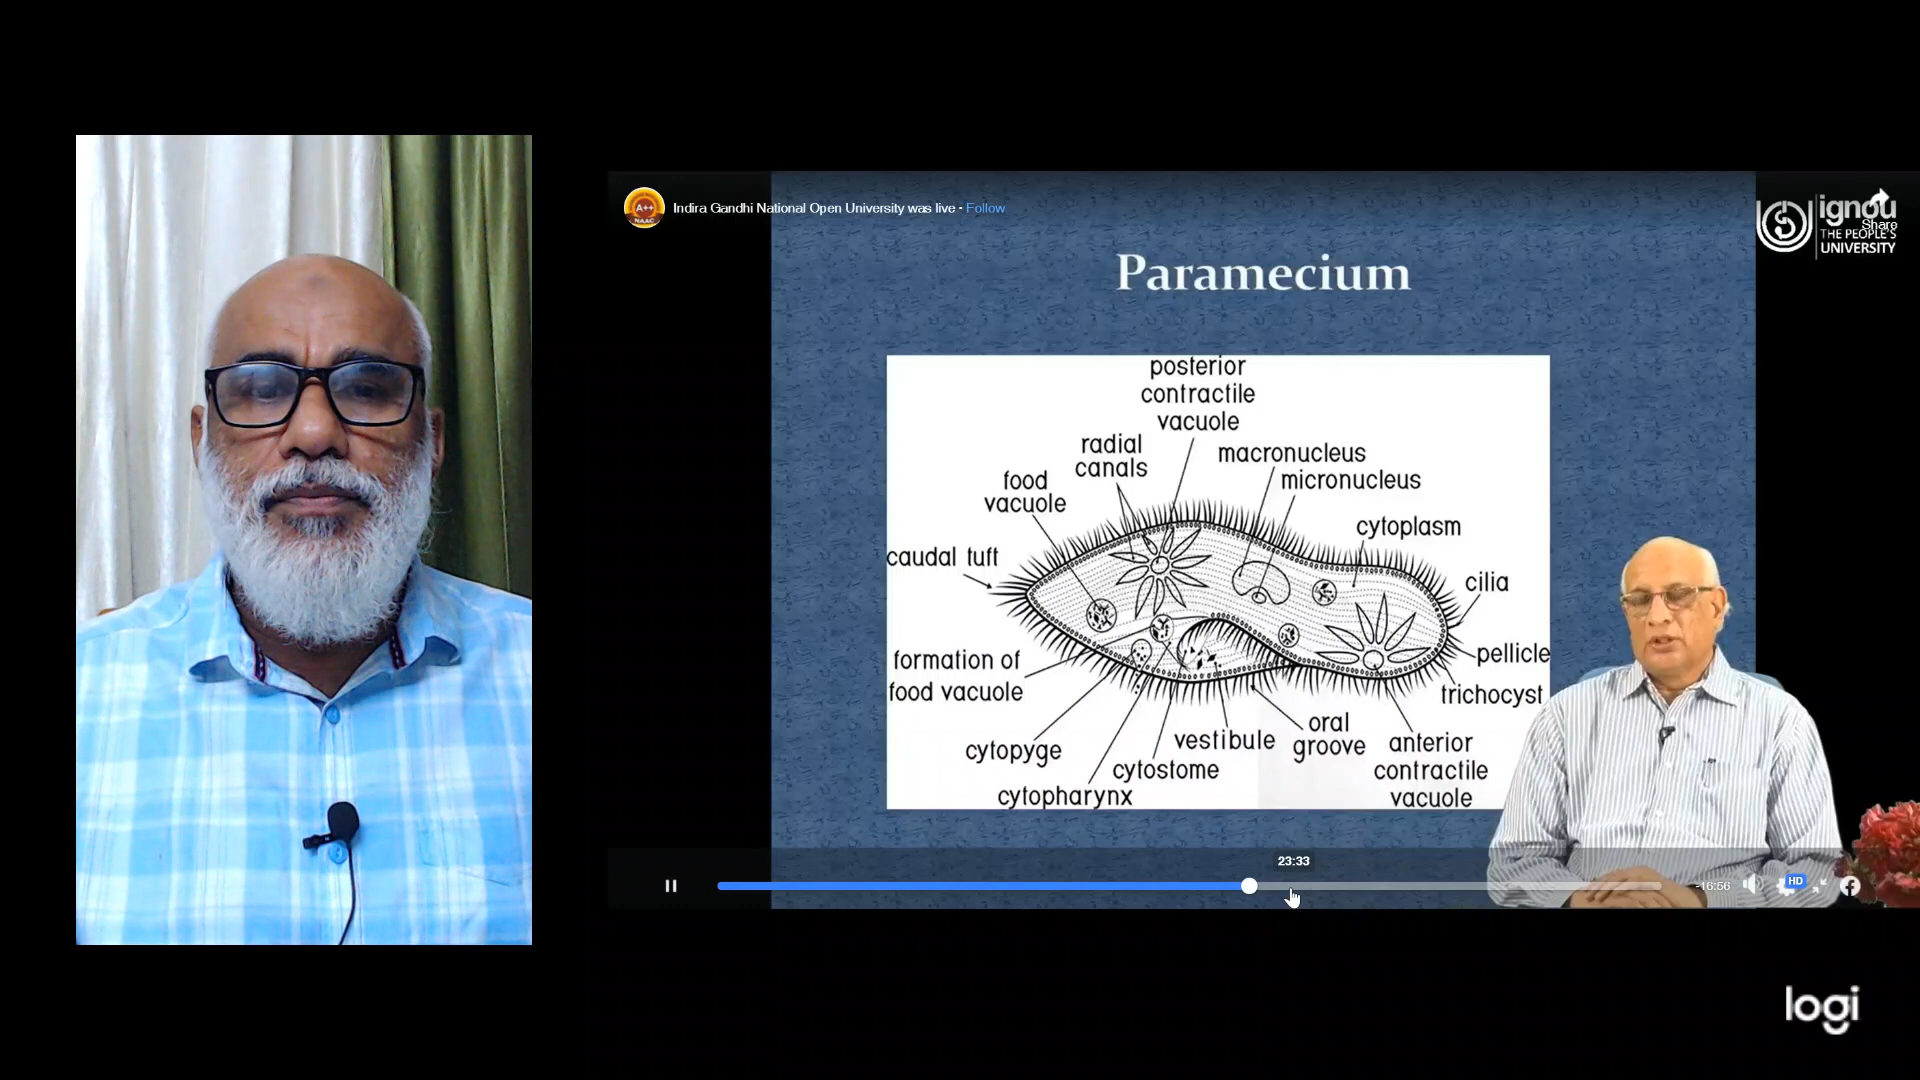 Indira Gandhi National Open University was live · Follow
A++
NAAC
ignou
Share
THE PEOPLE'S
UNIVERSITY
Paramecium
posterior
contractile
vacuole
radial
canals
macronucleus
micronucleus
food
vacuole
cytoplasm
caudal tuft
cilia
formation of
food vacuole
pellicle
trichocyst
cytopyge
vestibule
oral
groove
anterior
contractile
vacuole
cytostome
cytopharynx
23:33
-16:56
HD
logi